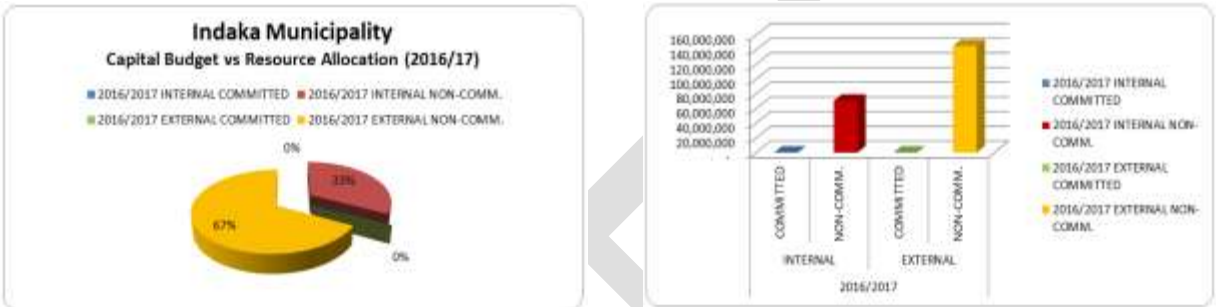 Indaka Municipality
Capital Budget vs Resource Allocation (2016/17)
2016/2017 INTERNAL COMMITTED 2016/2017 INTERNAL NON-COMM.
2016/2017 EXTERNAL COMMITTED 2016/2017 EXTERNAL NON-COMM.
0%
33%
67%
0%
160,000,000
140,000,000
120,000,000
100,000,000
80,000,000
60,000,000
40,000,000
20,000,000
-
COMMITTED
NON-COMM.
COMMITTED
NON-COMM.
INTERNAL EXTERNAL
2016/2017
2016/2017 INTERNAL
COMMITTED
2016/2017 INTERNAL NON-
COMM.
2016/2017 EXTERNAL
COMMITTED
2016/2017 EXTERNAL NON-
COMM.